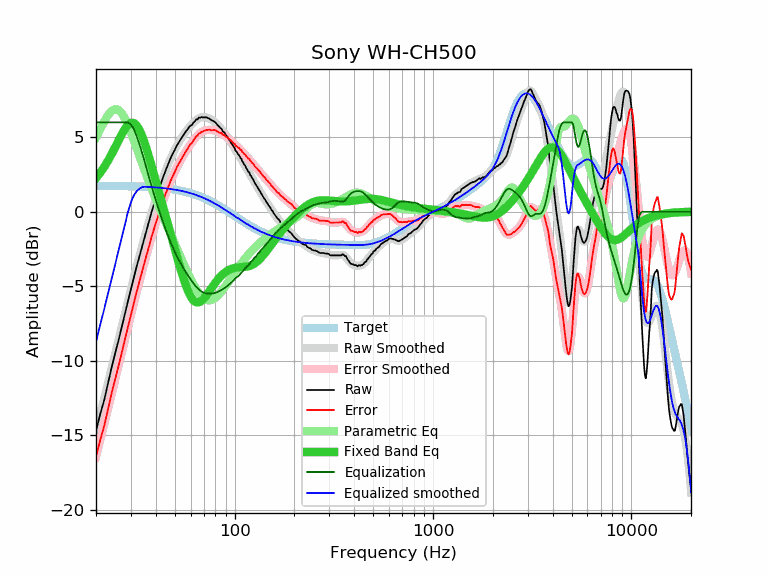 Sony WH-CH500
Amplitude (dBr)
5
0
−5
−10
−15
−20
Target
Raw Smoothed
Error Smoothed
Raw
Error
Parametric Eq
Fixed Band Eq
Equalization
Equalized smoothed
100
1000
10000
Frequency (Hz)